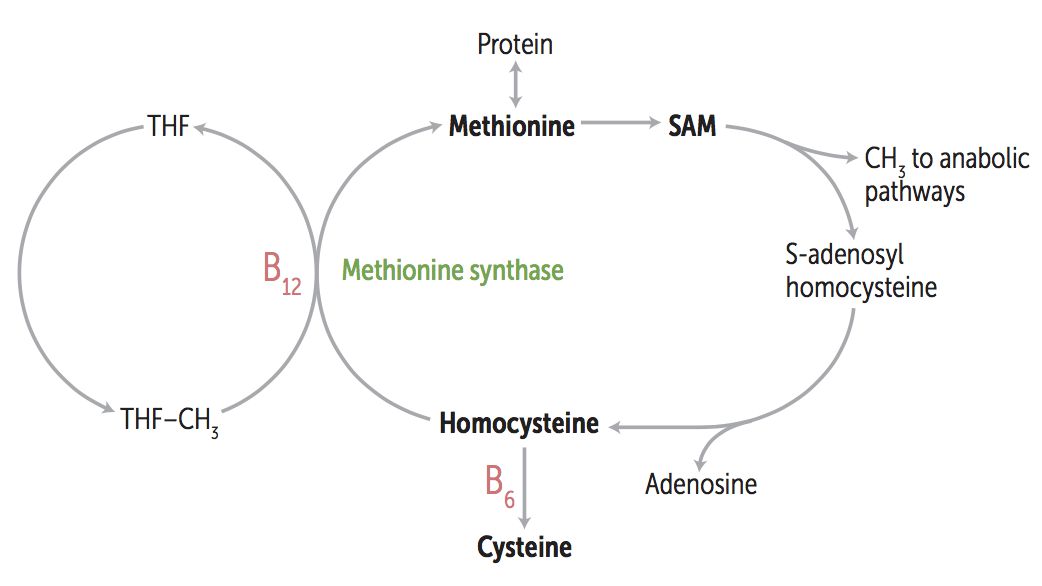 Protein
THF
Methionine
SAM
CH₃ to anabolic
pathways
B₁₂
Methionine synthase
S-adenosyl
homocysteine
THF–CH₃
Homocysteine
B₆
Adenosine
Cysteine